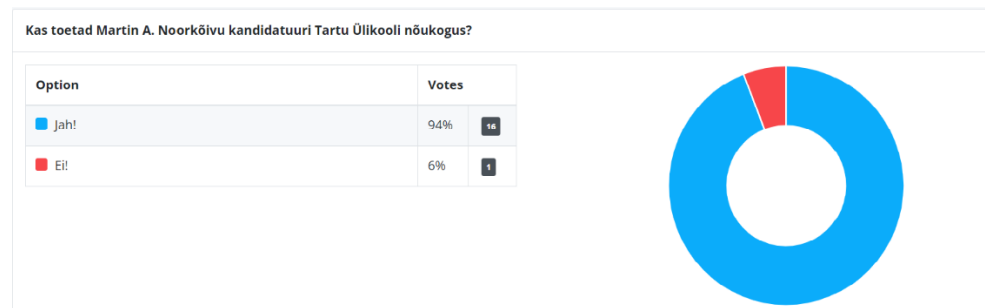 Kas toetad Martin A. Noorkõivu kandidatuuri Tartu Ülikooli nõukogus?
Option Votes
Jah! 94% 16
Ei! 6% 1